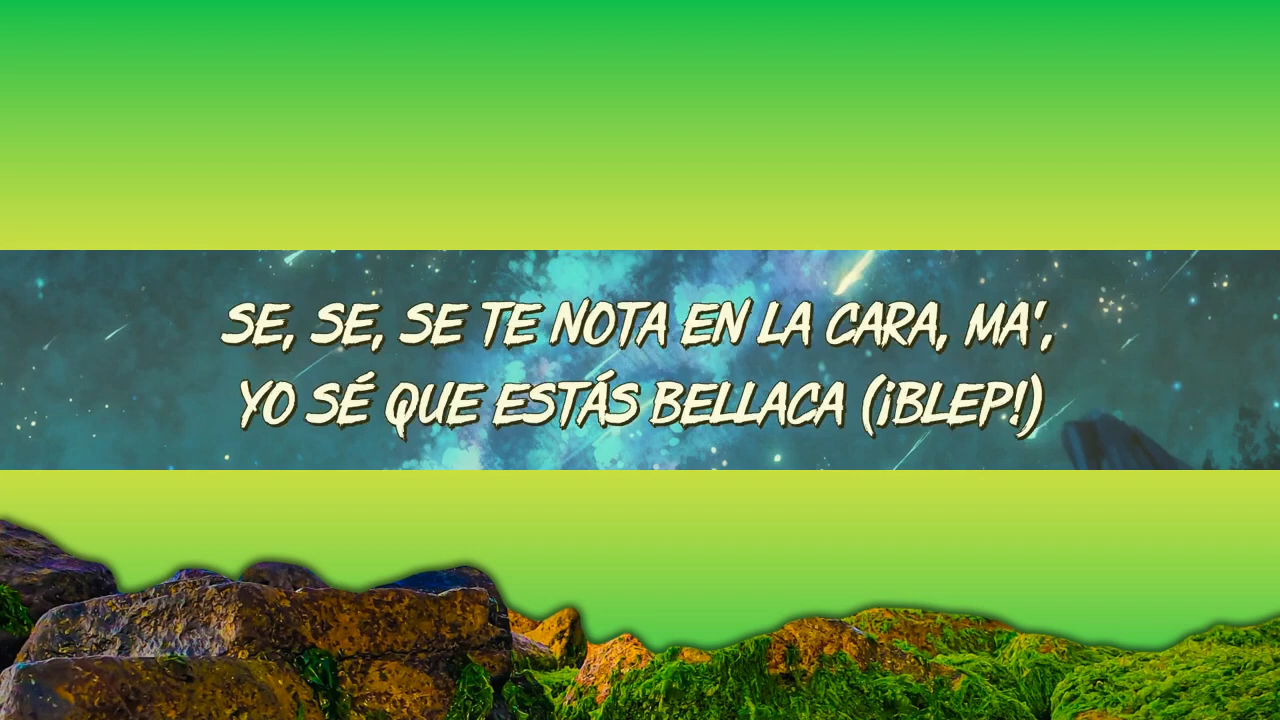 SE, SE, SE TE NOTA EN LA CARA, MA',
YO SÉ QUE ESTÁS BELLACA (¡BLEP!)